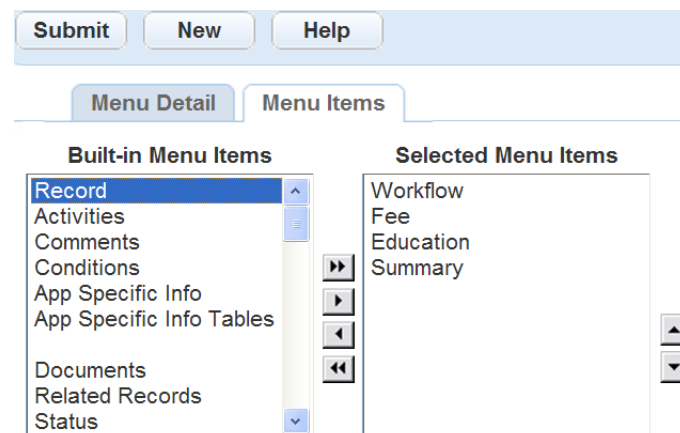 Submit New Help
Menu Detail Menu Items
Built-in Menu Items
Record
Activities
Comments
Conditions
App Specific Info
App Specific Info Tables
Documents
Related Records
Status
Selected Menu Items
Workflow
Fee
Education
Summary